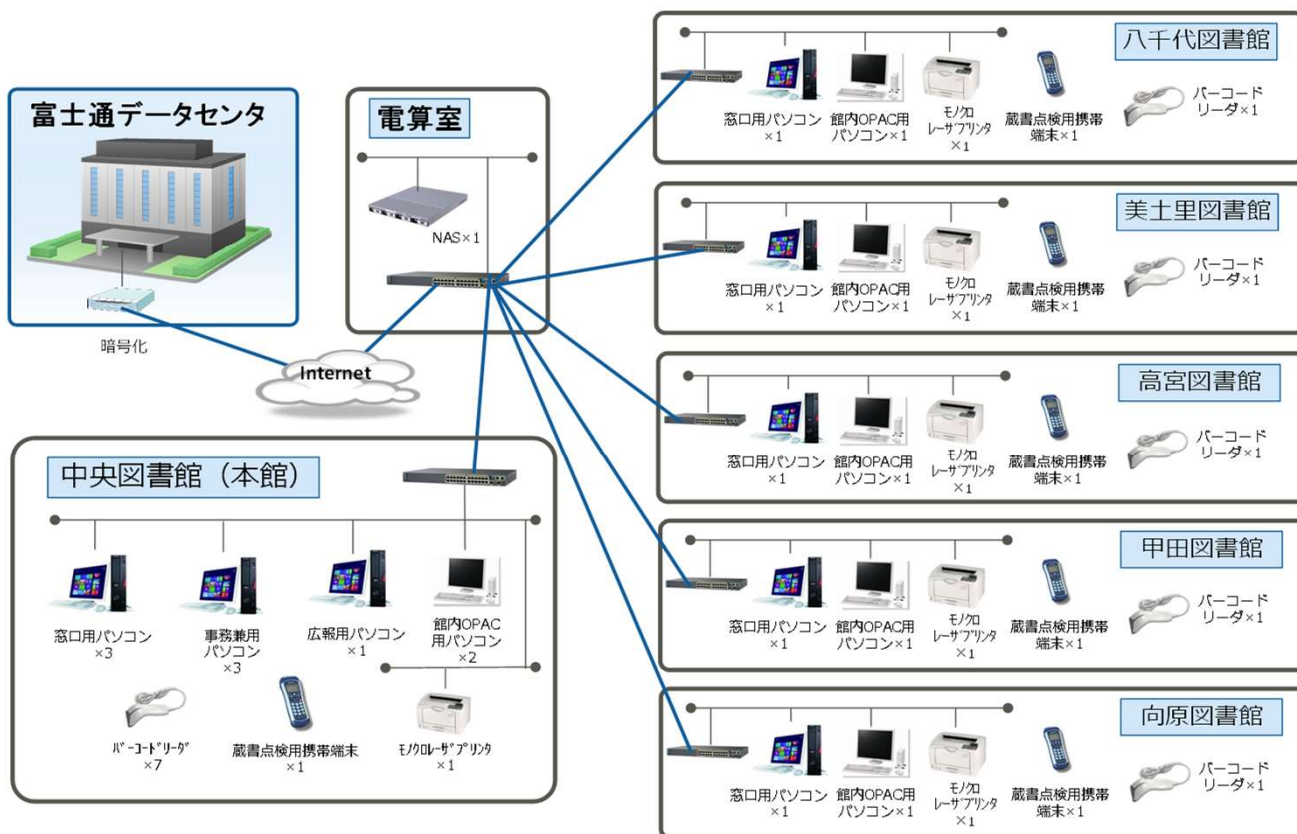 富士通データセンタ
暗号化
Internet
電算室
NAS×1
中央図書館（本館）
窓口用パソコン
×3
事務兼用
パソコン
×3
広報用パソコン
×1
館内OPAC
用パソコン
×2
ﾊﾞｰｺｰﾄﾞﾘｰﾀﾞ
×7
蔵書点検用携帯端末
×1
ﾓﾉｸﾛﾚｰｻﾞﾌﾟﾘﾝﾀ
×1
八千代図書館
窓口用パソコン
×1
館内OPAC用
パソコン×1
モノクロ
ﾚｰｻﾞﾌﾟﾘﾝﾀ
×1
蔵書点検用携帯
端末×1
バーコード
リーダ×1
美土里図書館
窓口用パソコン
×1
館内OPAC用
パソコン×1
モノクロ
ﾚｰｻﾞﾌﾟﾘﾝﾀ
×1
蔵書点検用携帯
端末×1
バーコード
リーダ×1
高宮図書館
窓口用パソコン
×1
館内OPAC用
パソコン×1
モノクロ
ﾚｰｻﾞﾌﾟﾘﾝﾀ
×1
蔵書点検用携帯
端末×1
バーコード
リーダ×1
甲田図書館
窓口用パソコン
×1
館内OPAC用
パソコン×1
モノクロ
ﾚｰｻﾞﾌﾟﾘﾝﾀ
×1
蔵書点検用携帯
端末×1
バーコード
リーダ×1
向原図書館
窓口用パソコン
×1
館内OPAC用
パソコン×1
モノクロ
ﾚｰｻﾞﾌﾟﾘﾝﾀ
×1
蔵書点検用携帯
端末×1
バーコード
リーダ×1